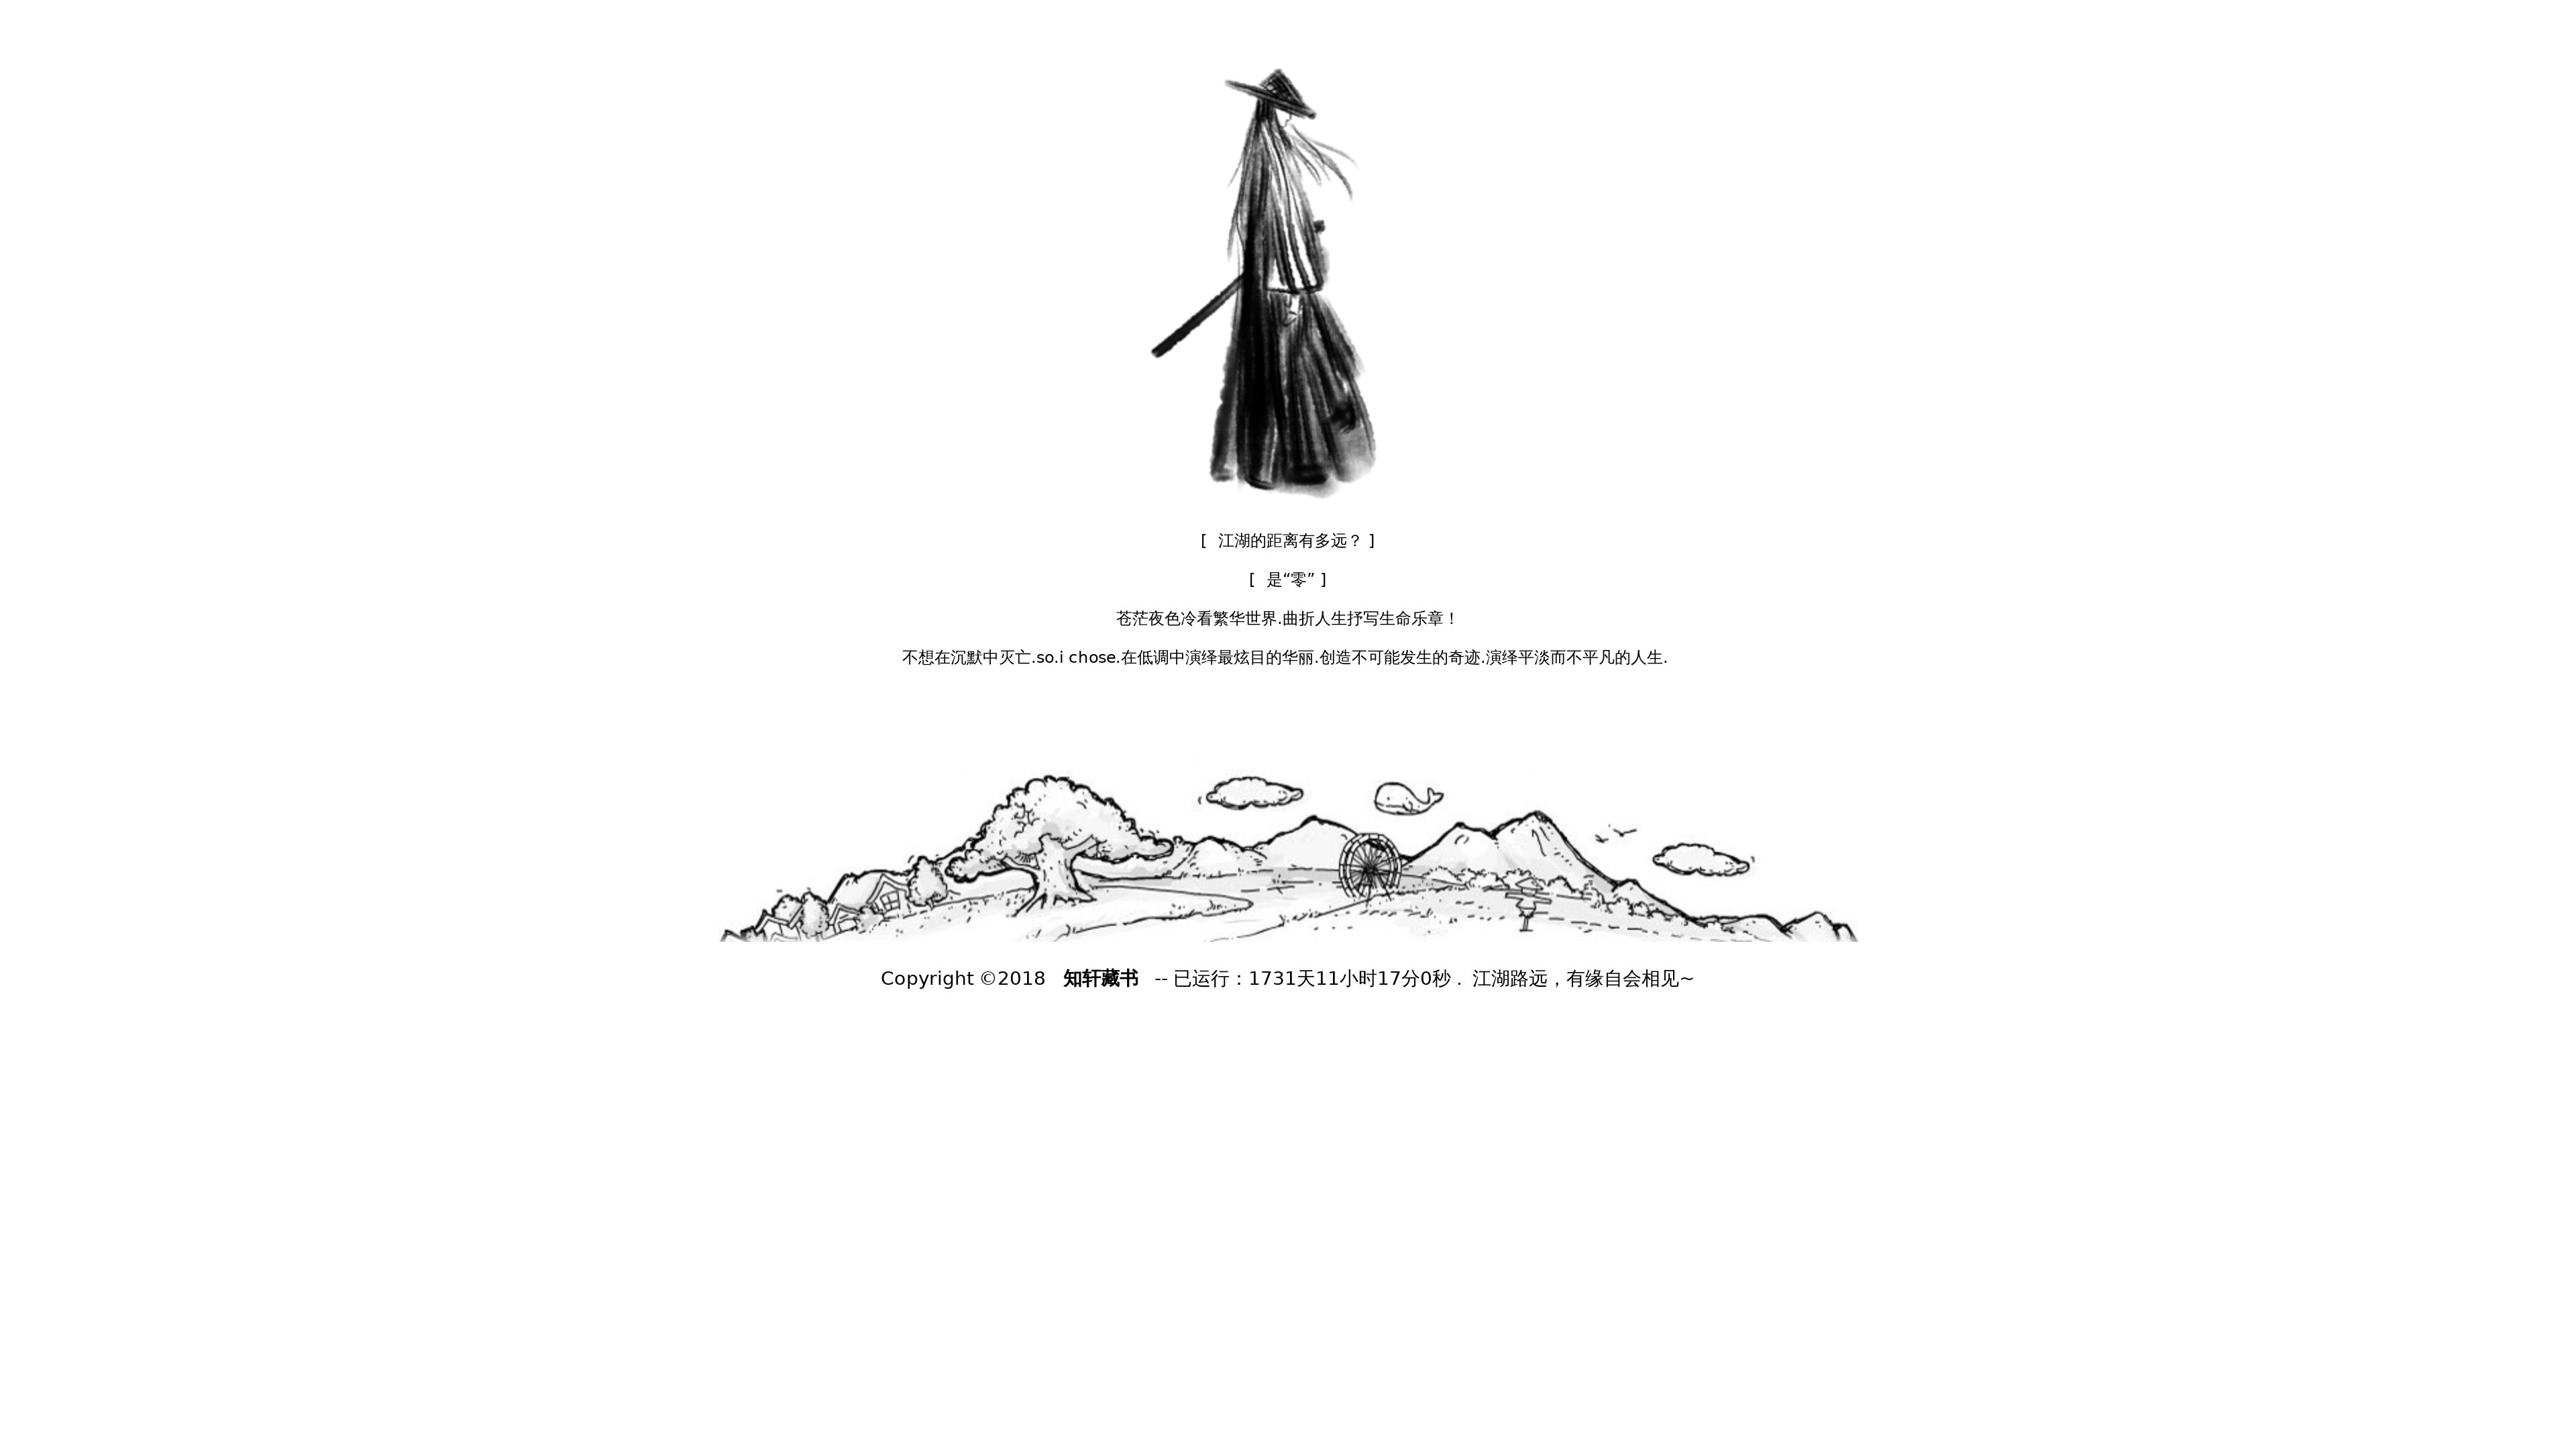 [ 江湖的距离有多远？ ]
[ 是“零” ]
苍茫夜色冷看繁华世界.曲折人生抒写生命乐章！
不想在沉默中灭亡.so.i chose.在低调中演绎最炫目的华丽.创造不可能发生的奇迹.演绎平淡而不平凡的人生.
Copyright ©2018 知轩藏书 -- 已运行：1731天11小时17分0秒 . 江湖路远，有缘自会相见~